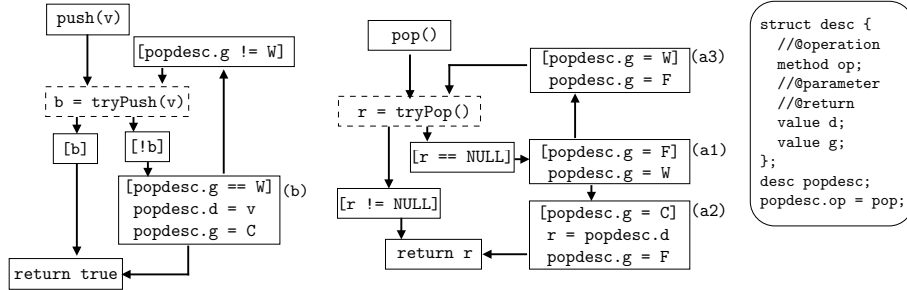 push(v)
[popdesc.g != W]
b = tryPush(v)
[b]
[!b]
[popdesc.g == W]
popdesc.d = v
popdesc.g = C
(b)
return true
pop()
[popdesc.g = W]
popdesc.g = F
(a3)
r = tryPop()
[r == NULL]
[popdesc.g = F]
popdesc.g = W
(a1)
[r != NULL]
[popdesc.g = C]
r = popdesc.d
popdesc.g = F
(a2)
return r
struct desc {
//@operation
method op;
//@parameter
//@return
value d;
value g;
};
desc popdesc;
popdesc.op = pop;